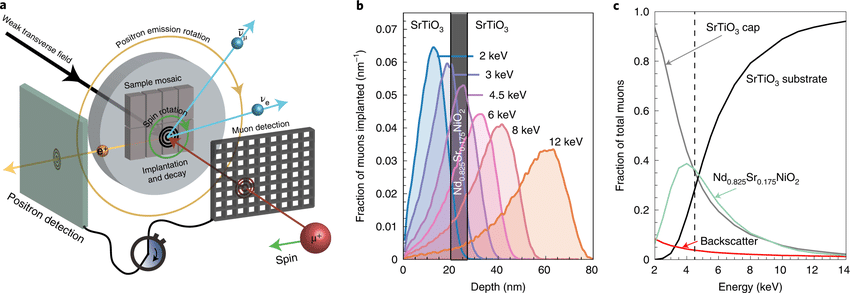 a
Weak transverse field
Positron emission rotation
ν̄μ
Sample mosaic
Spin rotation
νe
e+
Muon detection
Implantation
and decay
Positron detection
μ+
Spin
b
Fraction of muons implanted (nm⁻¹)
0.07
0.06
0.05
0.04
0.03
0.02
0.01
0
SrTiO3
SrTiO3
Nd0.825Sr0.175NiO2
2 keV
3 keV
4.5 keV
6 keV
8 keV
12 keV
0 20 40 60 80
Depth (nm)
c
Fraction of total muons
1.0
0.8
0.6
0.4
0.2
0
SrTiO3 cap
SrTiO3 substrate
Nd0.825Sr0.175NiO2
Backscatter
2 4 6 8 10 12 14
Energy (keV)